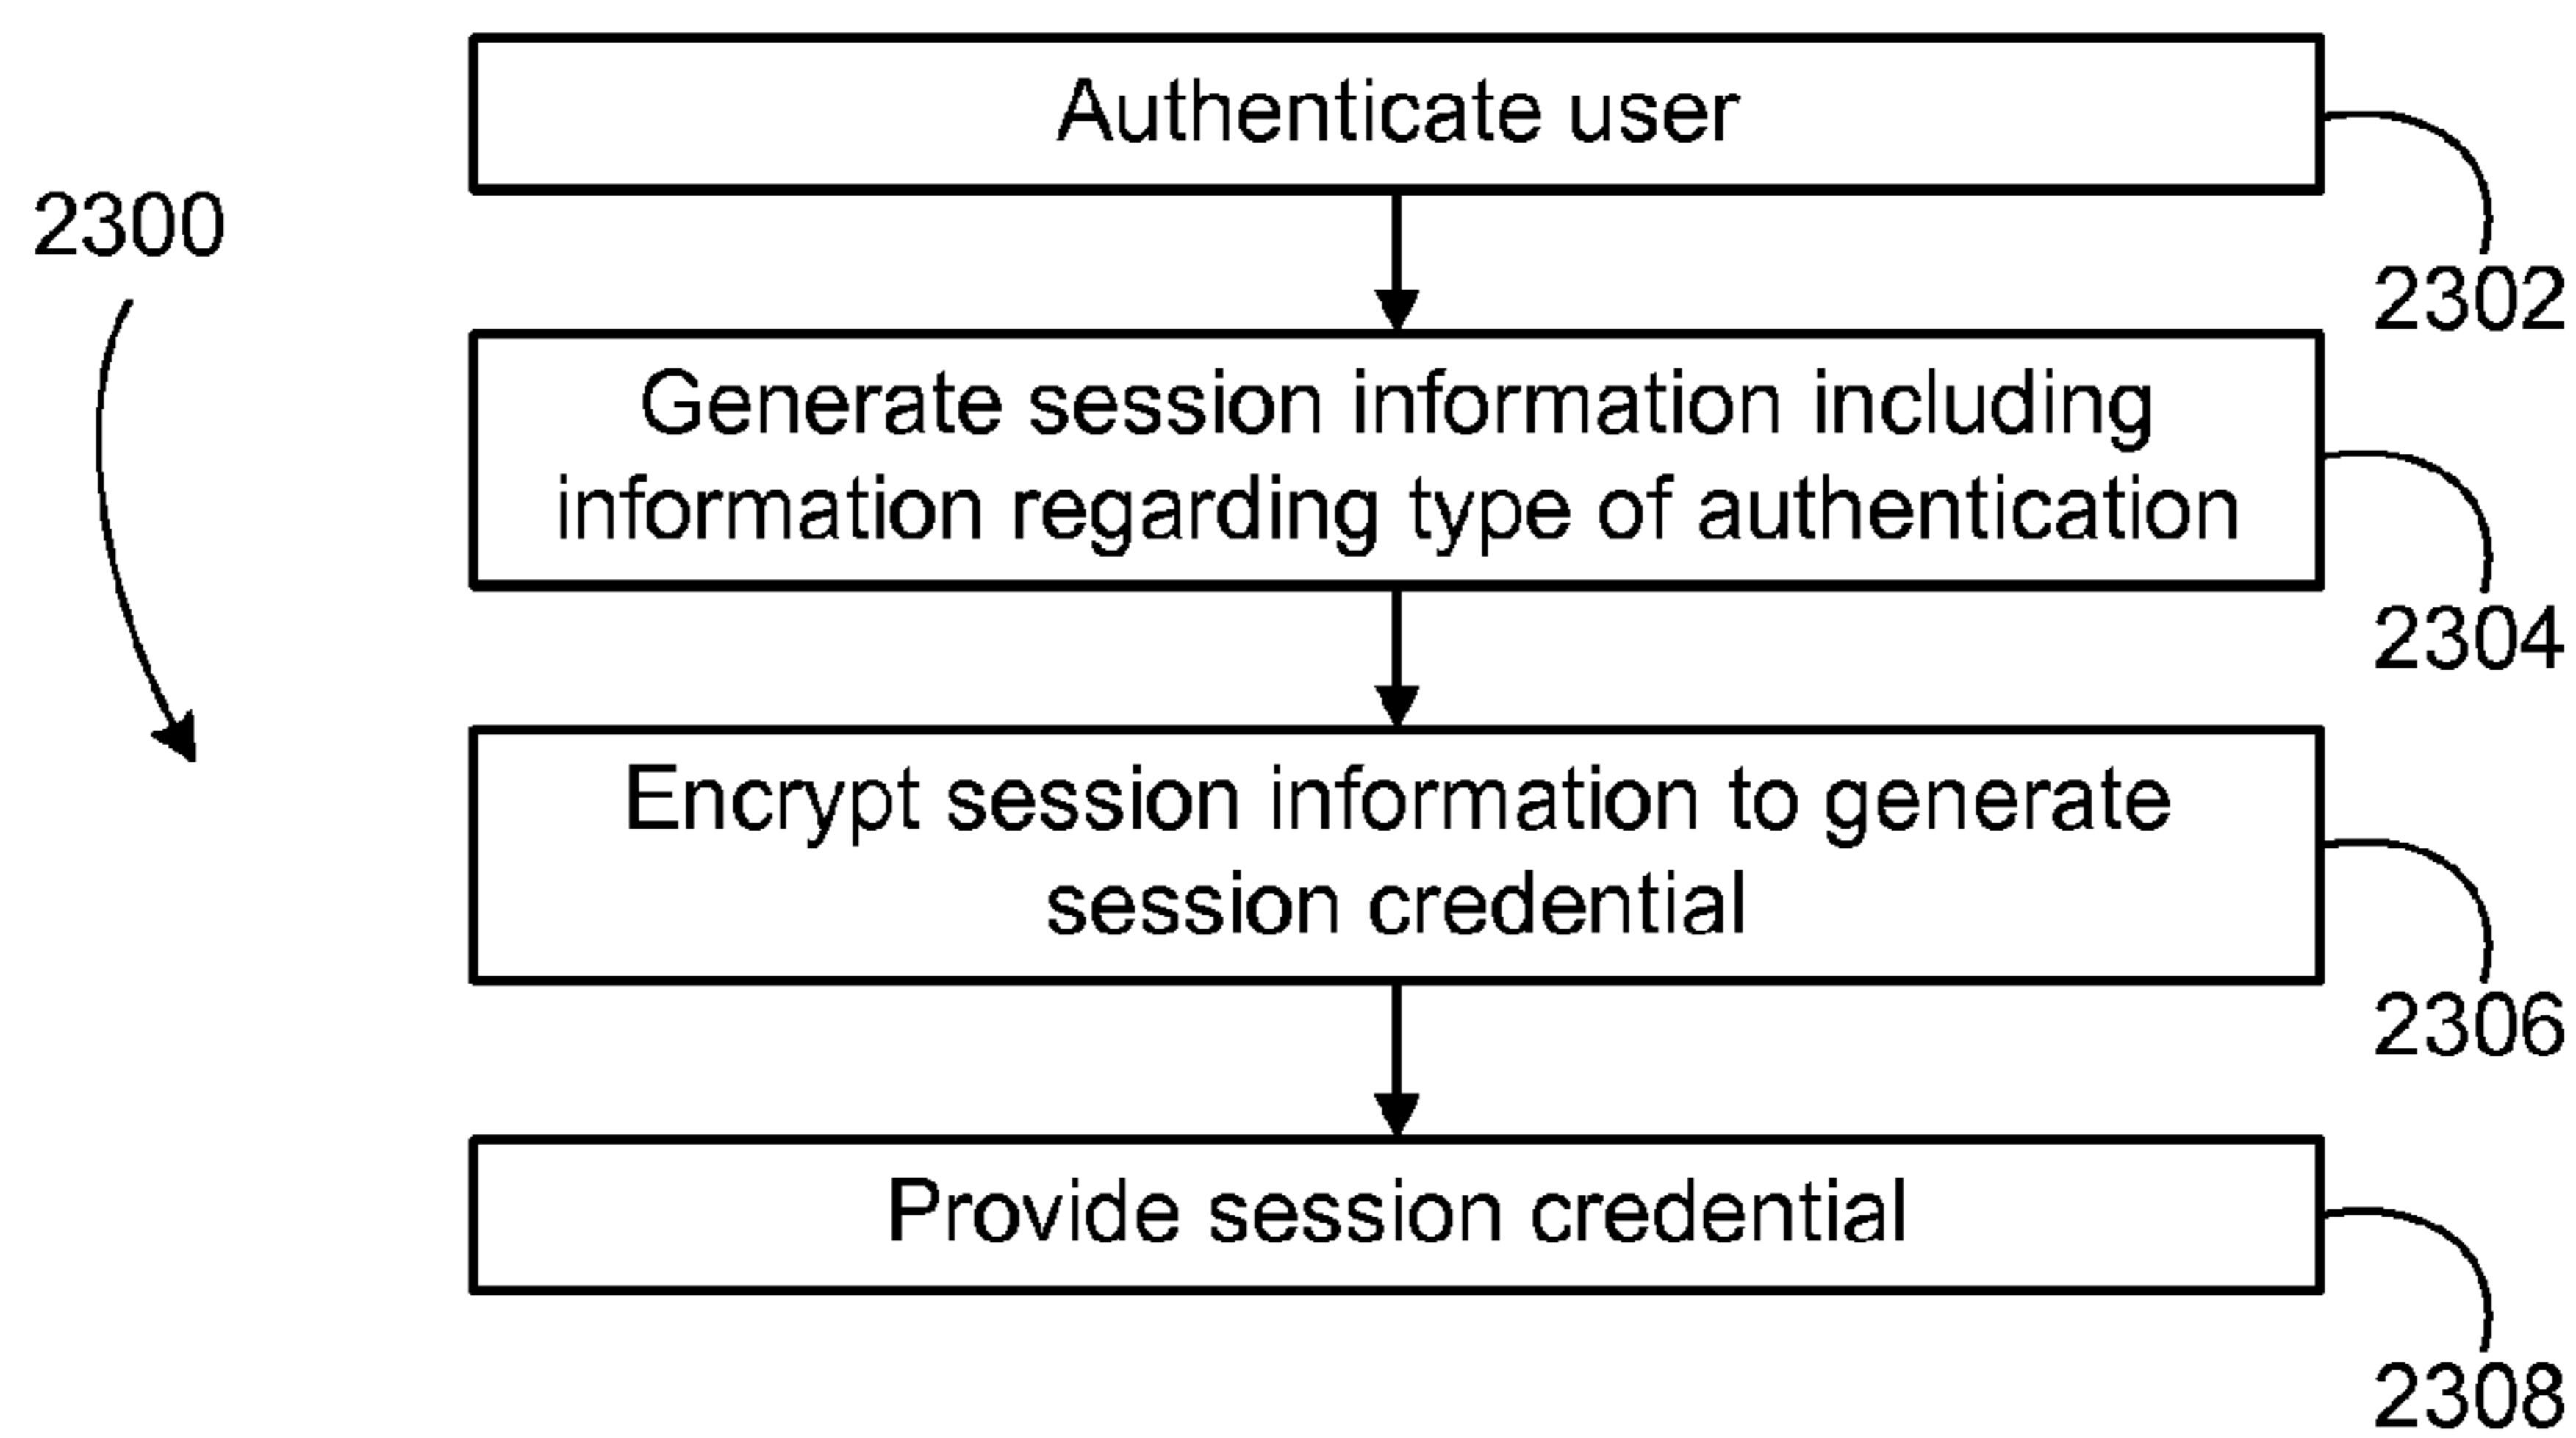 Authenticate user
2300
2302
Generate session information including
information regarding type of authentication
2304
Encrypt session information to generate
session credential
2306
Provide session credential
2308